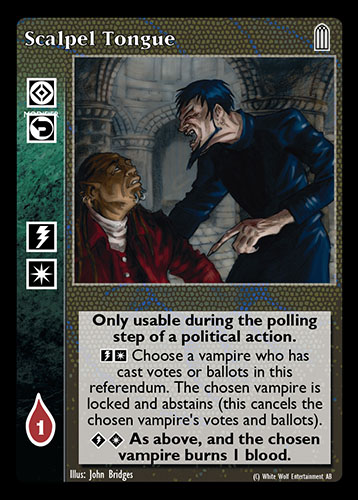 Scalpel Tongue
Only usable during the polling
step of a political action.
Choose a vampire who has
cast votes or ballots in this
referendum. The chosen vampire is
locked and abstains (this cancels the
chosen vampire's votes and ballots).
As above, and the chosen
vampire burns 1 blood.
1
Illus: John Bridges
(C) White Wolf Entertainment AB